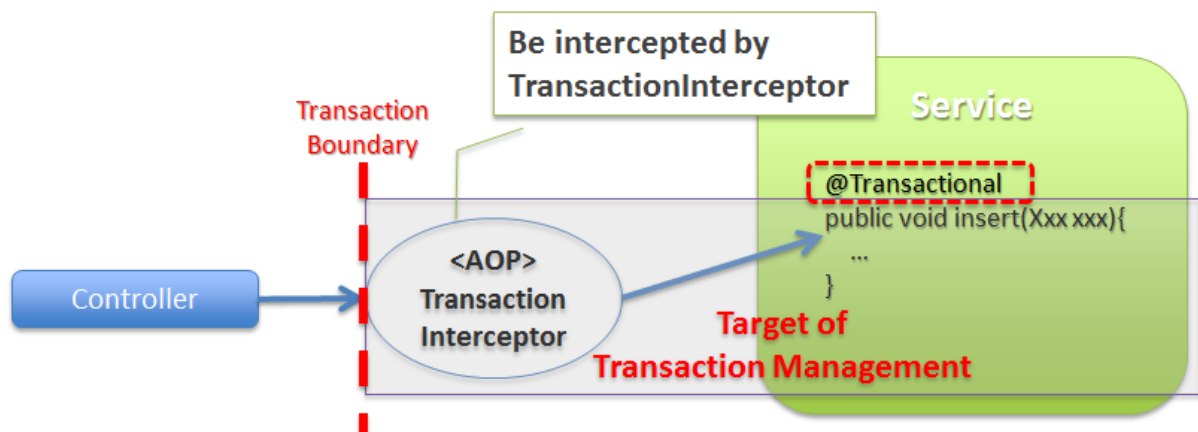 Be intercepted by
TransactionInterceptor
Transaction
Boundary
Service
@Transactional
public void insert(Xxx xxx){
...
}
<AOP>
Transaction
Interceptor
Controller
Target of
Transaction Management